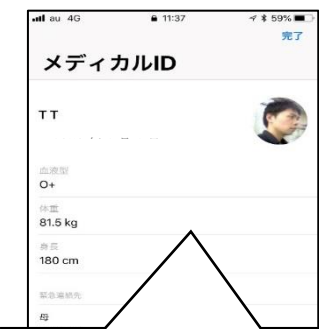 au 4G 11:37 59%
完了
メディカルID
T T
血液型
O+
体重
81.5 kg
身長
180 cm
緊急連絡先
母